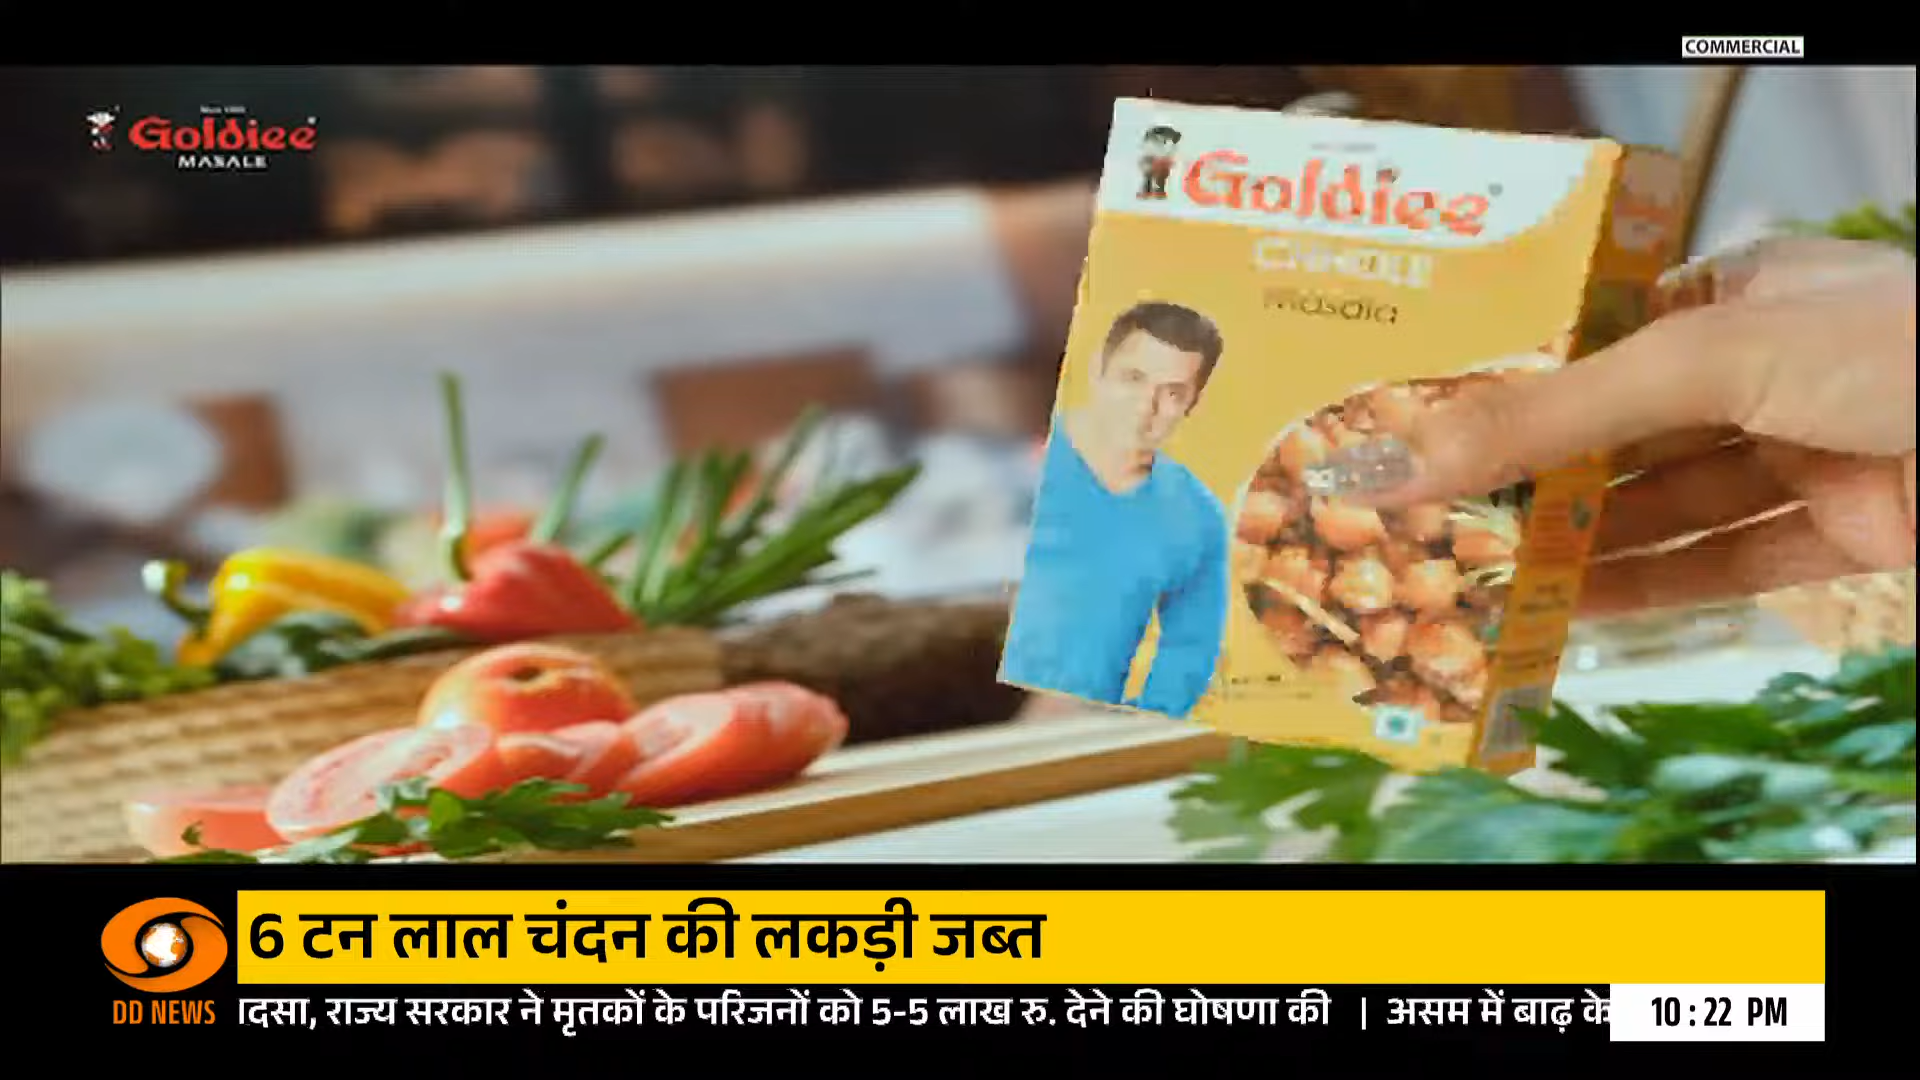 COMMERCIAL
Goldiee
MASALE
Goldiee
CHHOLE
masala
6 टन लाल चंदन की लकड़ी जब्त
DD NEWS
ादसा, राज्य सरकार ने मृतकों के परिजनों को 5-5 लाख रु. देने की घोषणा की | असम में बाढ़ के
10:22 PM